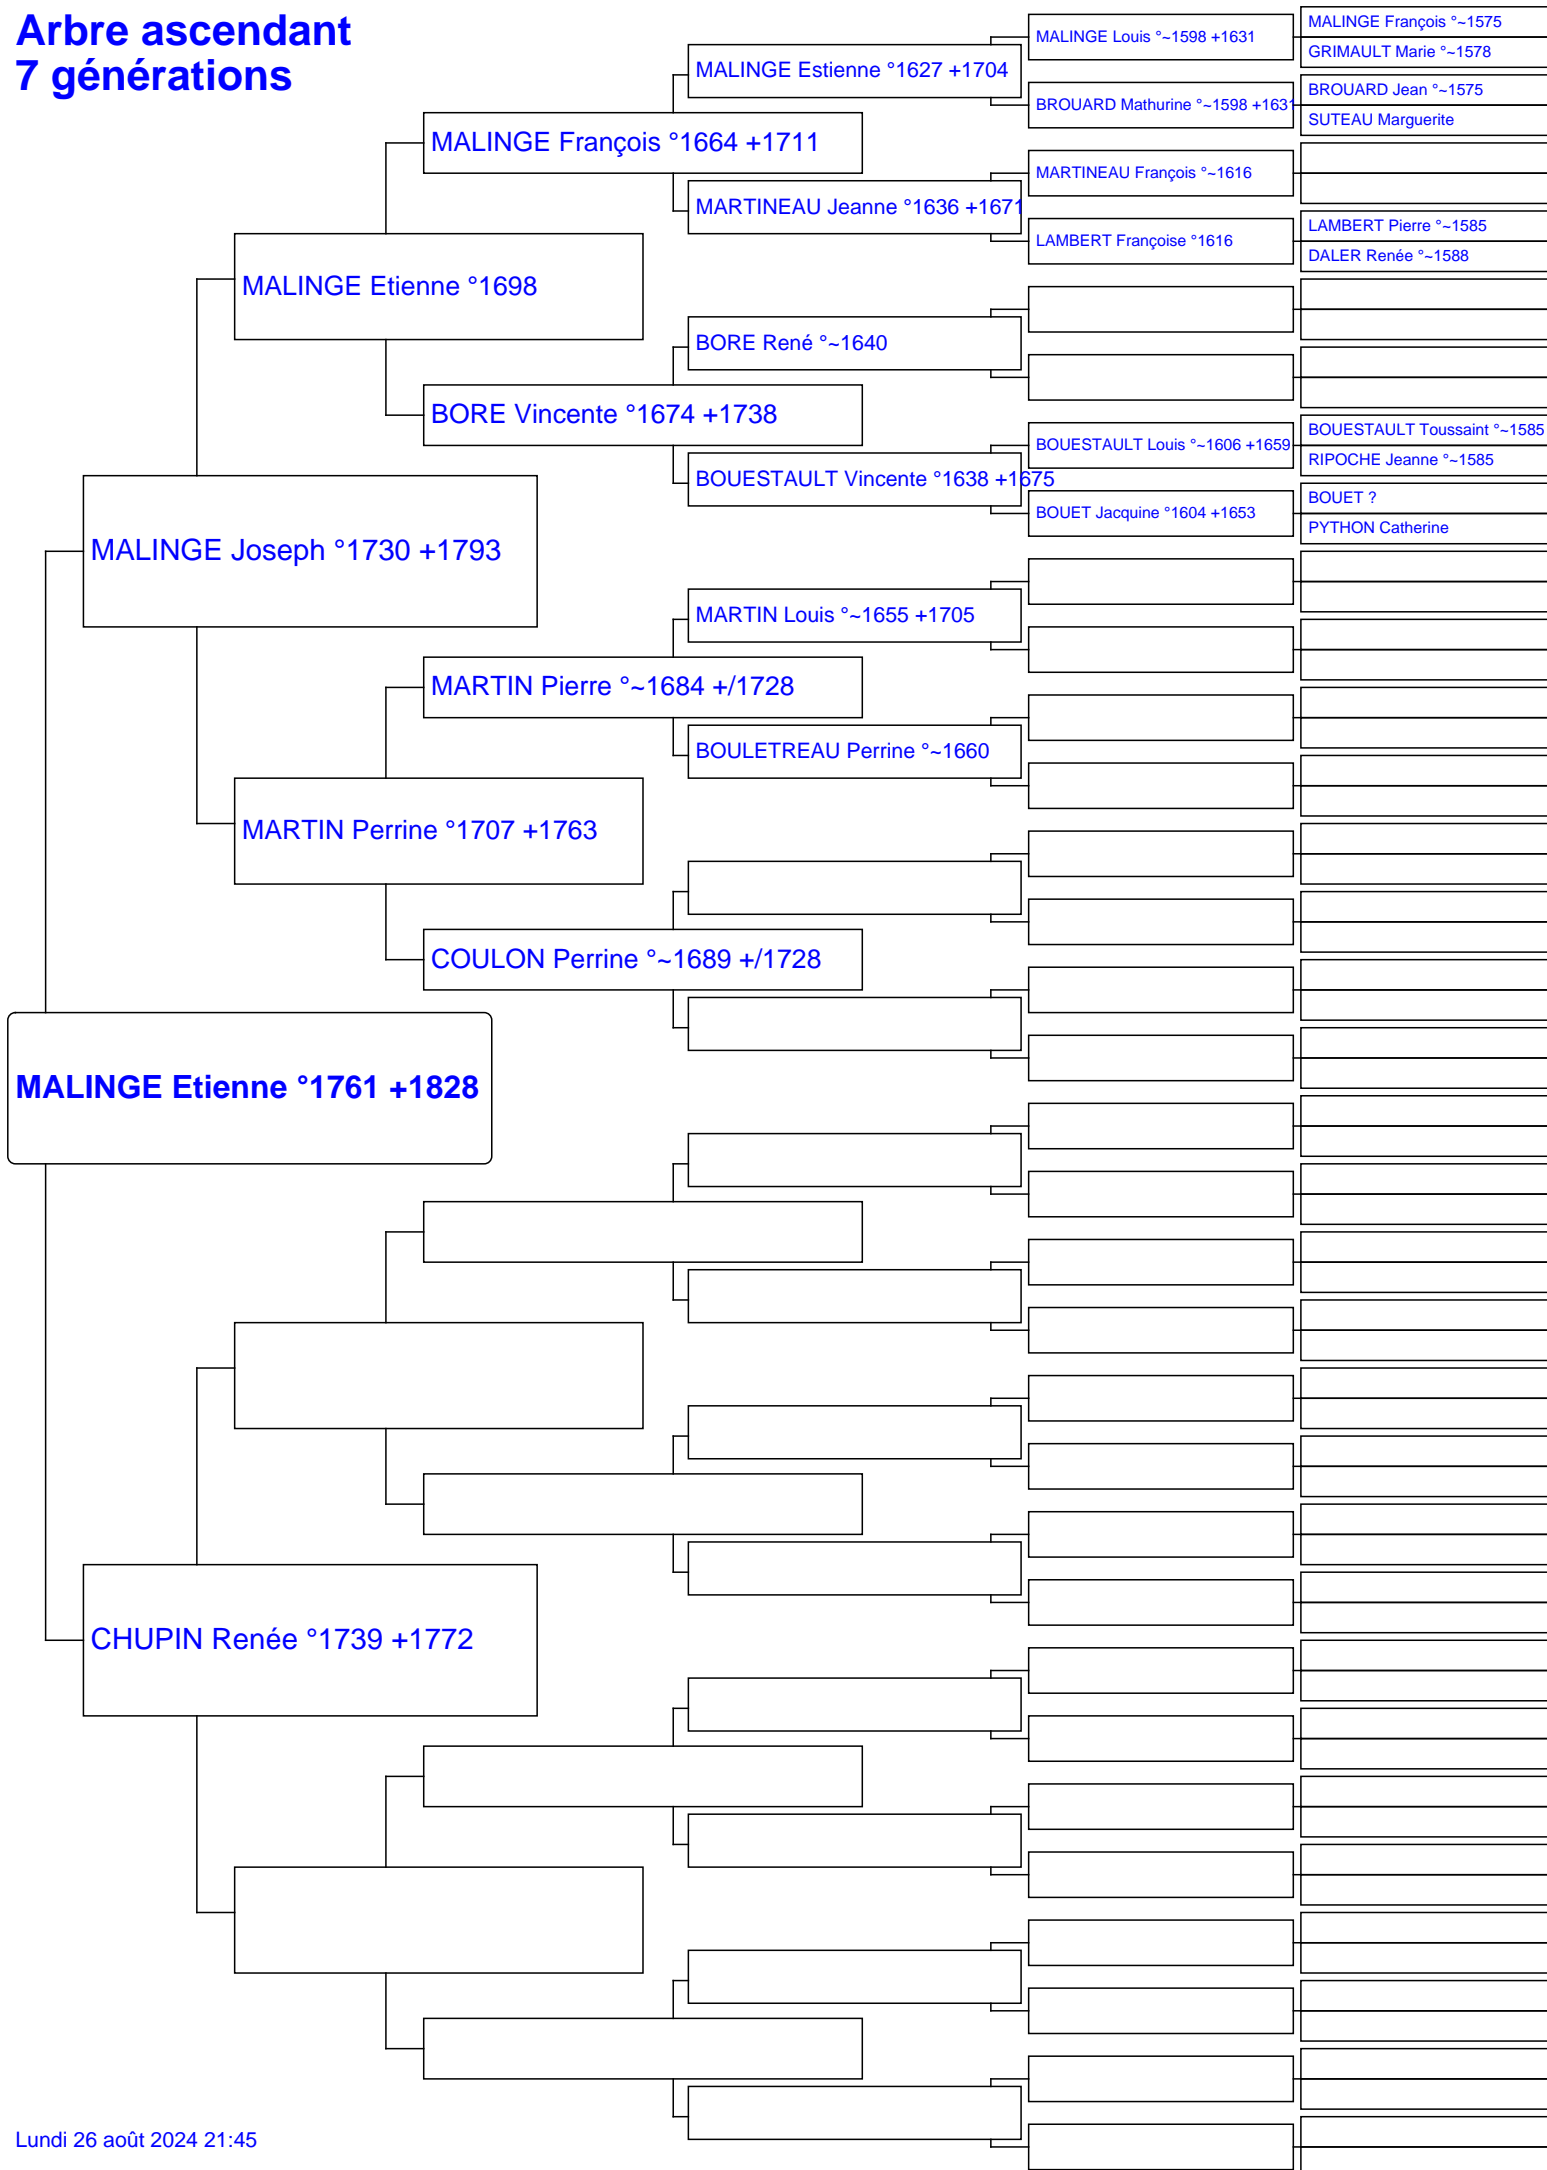 Arbre ascendant
7 générations
MALINGE Etienne °1761 +1828
MALINGE Joseph °1730 +1793
CHUPIN Renée °1739 +1772
MALINGE Etienne °1698
MARTIN Perrine °1707 +1763
MALINGE François °1664 +1711
BORE Vincente °1674 +1738
MARTIN Pierre °~1684 +/1728
COULON Perrine °~1689 +/1728
MALINGE Estienne °1627 +1704
MARTINEAU Jeanne °1636 +1671
BORE René °~1640
BOUESTAULT Vincente °1638 +1675
MARTIN Louis °~1655 +1705
BOULETREAU Perrine °~1660
MALINGE Louis °~1598 +1631
BROUARD Mathurine °~1598 +1631
MARTINEAU François °~1616
LAMBERT Françoise °1616
BOUESTAULT Louis °~1606 +1659
BOUET Jacquine °1604 +1653
MALINGE François °~1575
GRIMAULT Marie °~1578
BROUARD Jean °~1575
SUTEAU Marguerite
LAMBERT Pierre °~1585
DALER Renée °~1588
BOUESTAULT Toussaint °~1585
RIPOCHE Jeanne °~1585
BOUET ?
PYTHON Catherine
Lundi 26 août 2024 21:45